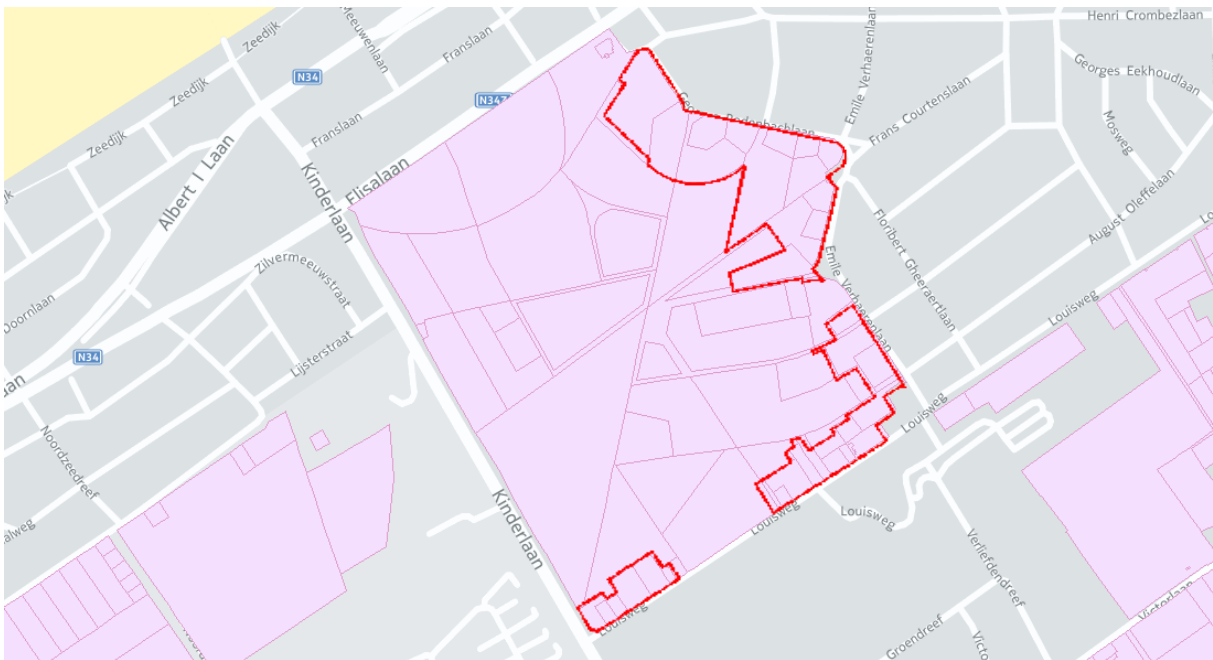 Henri Crombezlaan
Zeedijk
Meeuwenlaan
Franslaan
Emile Verhaerenlaan
Georges Eekhoudlaan
N34
Zeedijk
N347
Zeedijk
Franslaan
Rodenbachlaan
Frans Courtenslaan
Mosweg
Elisalaan
Kinderlaan
Albert I Laan
August Oleffelaan
Floribert Gheeraertlaan
Zilvermeeuwstraat
Emile Verhaerenlaan
Louisweg
Doornlaan
N34
Lijsterstraat
Noordzeedreef
Louisweg
Kinderlaan
Louisweg
Louisweg
Verliefdendreef
Louisweg
Groendreef
Victorlaan